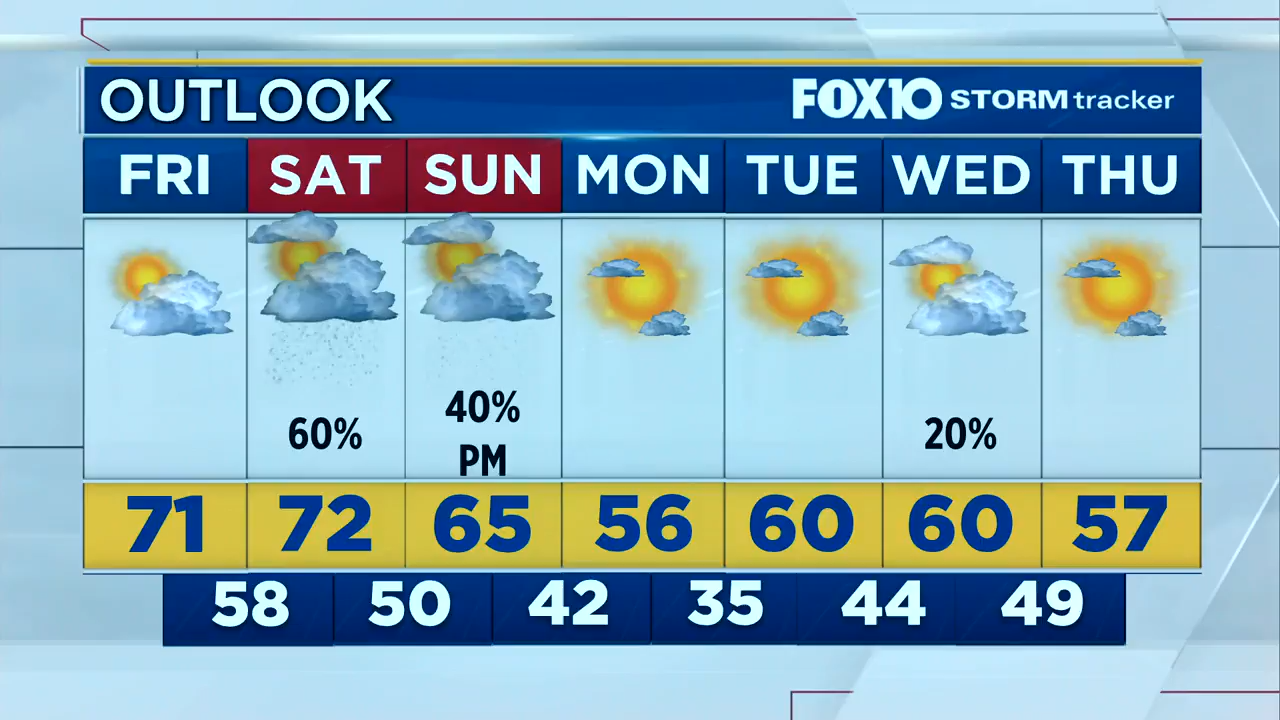 OUTLOOK FOX10 STORM tracker
FRI SAT SUN MON TUE WED THU
60% 40% PM 20%
71 72 65 56 60 60 57
58 50 42 35 44 49